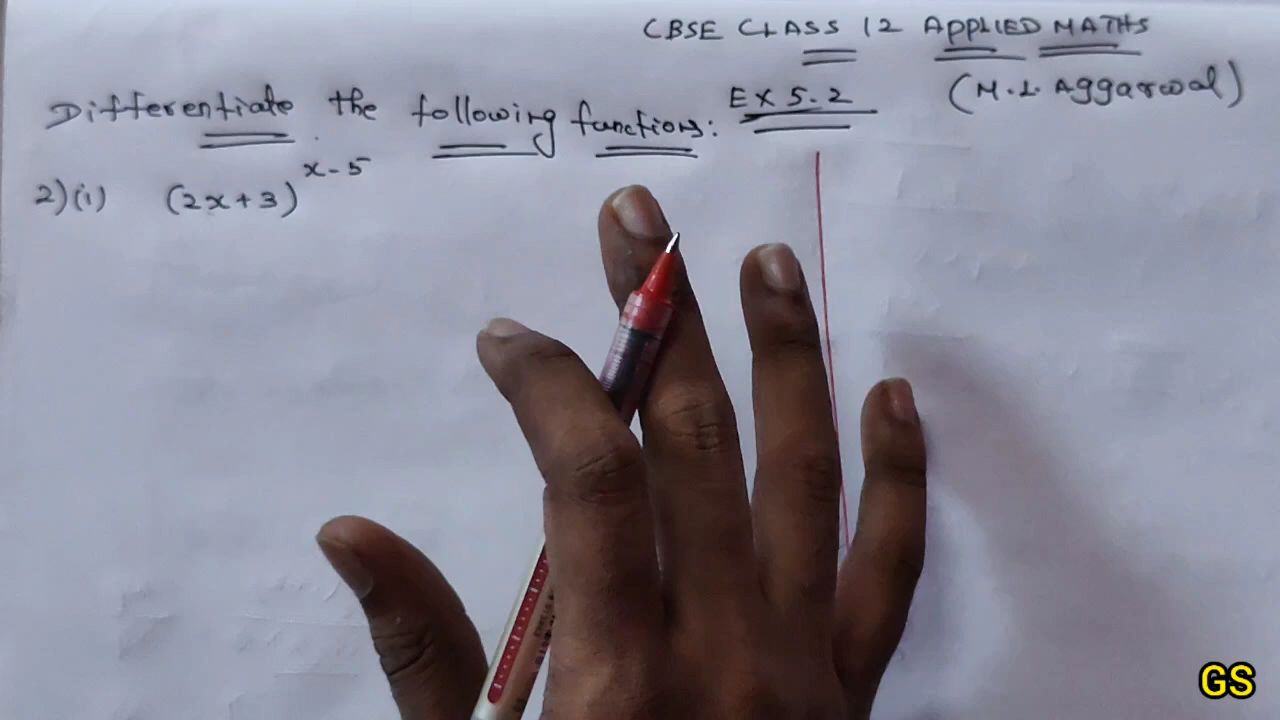 CBSE CLASS 12 APPLIED MATHS
(M.L Aggarwal)
Differentiate the following functions: EX 5.2
2)(i) (2x+3)^x-5
GS